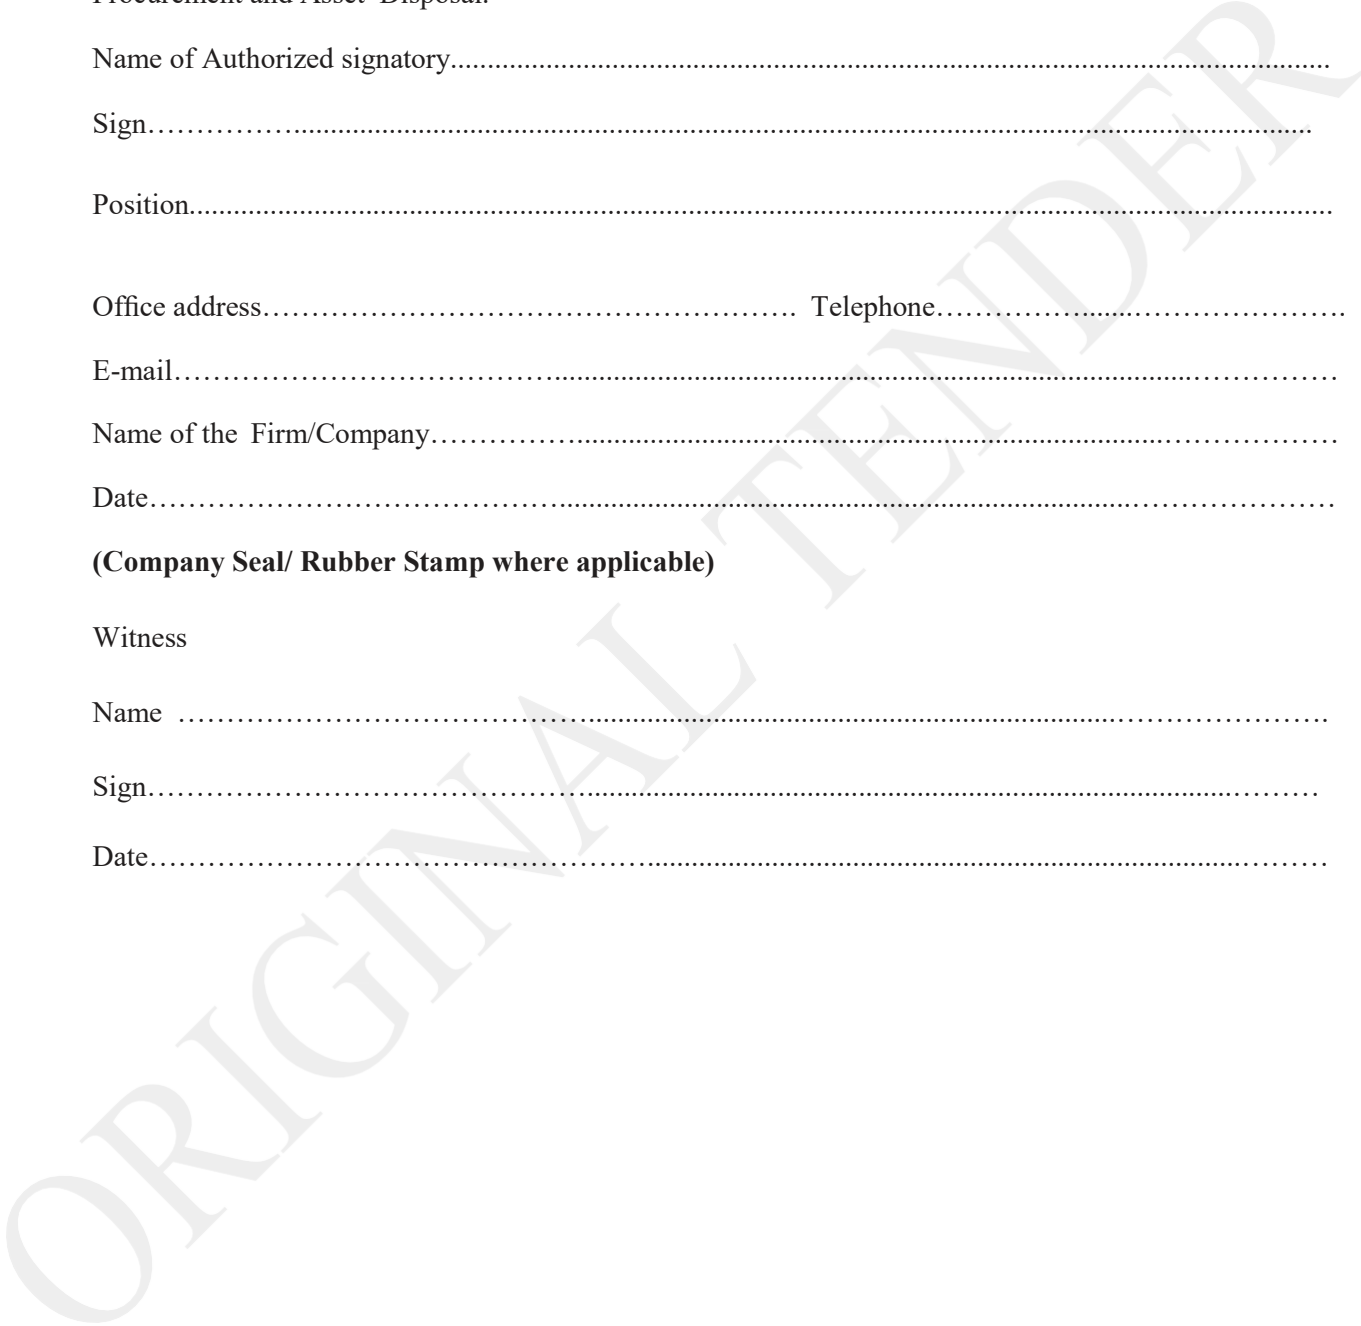 Procurement and Asset Disposal.
Name of Authorized signatory..........................................................................................................................
Sign……………..............................................................................................................................................
Position..............................................................................................................................................................
Office address………………………………………………. Telephone……………....…………………….
E-mail…………………………………........................................................................................……………
Name of the Firm/Company……………..................................................................................………………
Date……………………………………..............................................................................…………………
(Company Seal/ Rubber Stamp where applicable)
Witness
Name ……………………………………..........................................................................………………….
Sign………………………………………........................................................................................………
Date……………………………………………..................................................................................………
ORIGINAL TENDER